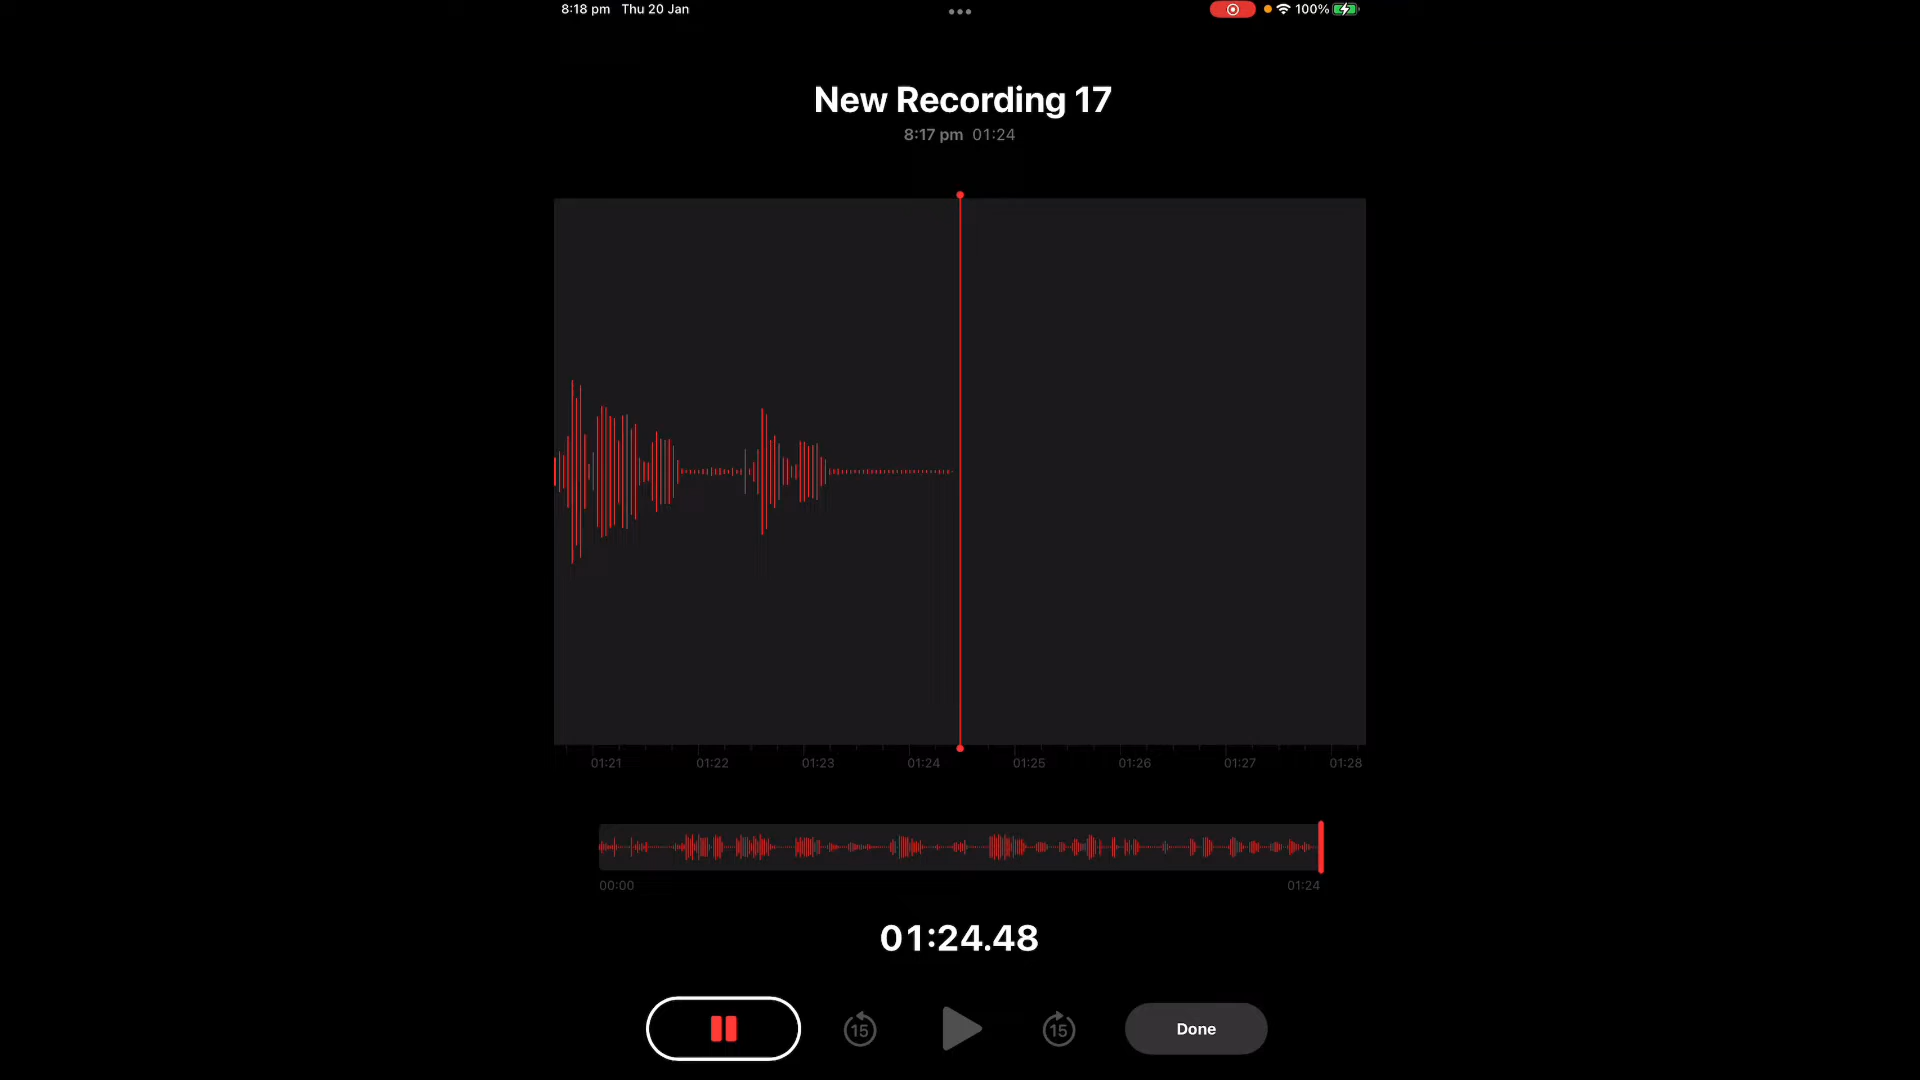 8:18 pm Thu 20 Jan
100%
New Recording 17
8:17 pm 01:24
01:21 01:22 01:23 01:24 01:25 01:26 01:27 01:28
00:00 01:24
01:24.48
15 15 Done